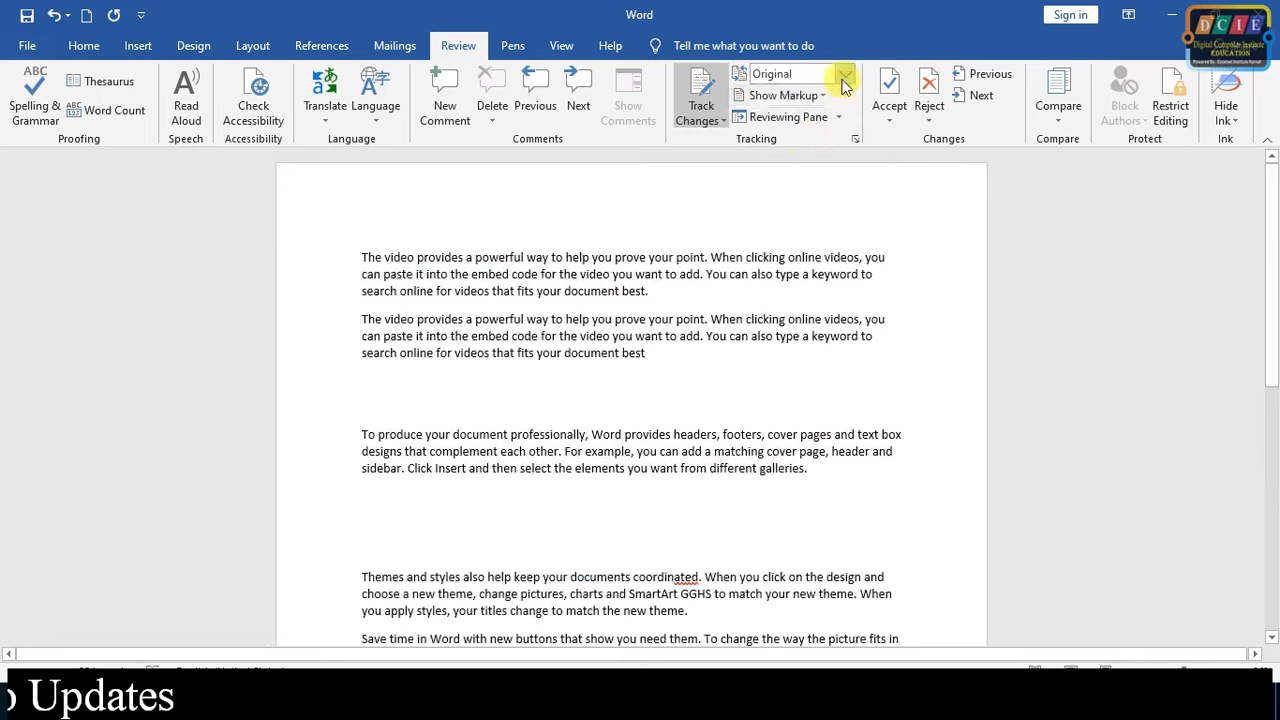 Word
Sign in
DCIE
Digital Computer Institute
EDUCATION
File Home Insert Design Layout References Mailings Review Pens View Help Tell me what you want to do
Spelling & Grammar
Thesaurus
Word Count
Read Aloud
Check Accessibility
Translate
Language
New Comment
Delete
Previous
Next
Show Comments
Track Changes
Original
Show Markup
Reviewing Pane
Accept
Reject
Previous
Next
Compare
Block Authors
Restrict Editing
Hide Ink
Proofing Speech Accessibility Language Comments Tracking Changes Compare Protect Ink
The video provides a powerful way to help you prove your point. When clicking online videos, you
can paste it into the embed code for the video you want to add. You can also type a keyword to
search online for videos that fits your document best.
The video provides a powerful way to help you prove your point. When clicking online videos, you
can paste it into the embed code for the video you want to add. You can also type a keyword to
search online for videos that fits your document best
To produce your document professionally, Word provides headers, footers, cover pages and text box
designs that complement each other. For example, you can add a matching cover page, header and
sidebar. Click Insert and then select the elements you want from different galleries.
Themes and styles also help keep your documents coordinated. When you click on the design and
choose a new theme, change pictures, charts and SmartArt GGHS to match your new theme. When
you apply styles, your titles change to match the new theme.
Save time in Word with new buttons that show you need them. To change the way the picture fits in
o Updates